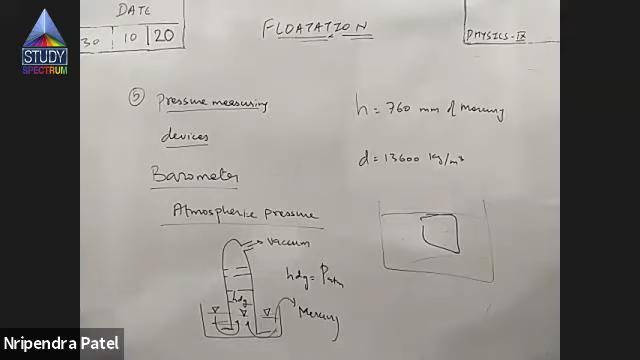 DATE
30 10 20
FLOATATION
PHYSICS-IX
STUDY
SPECTRUM
⑤ Pressure measuring
devices
Barometer
Atmospheric pressure
h = 760 mm of Mercury
d = 13600 kg/m³
vacuum
hdg = Patm
hdg
Mercury
Nripendra Patel